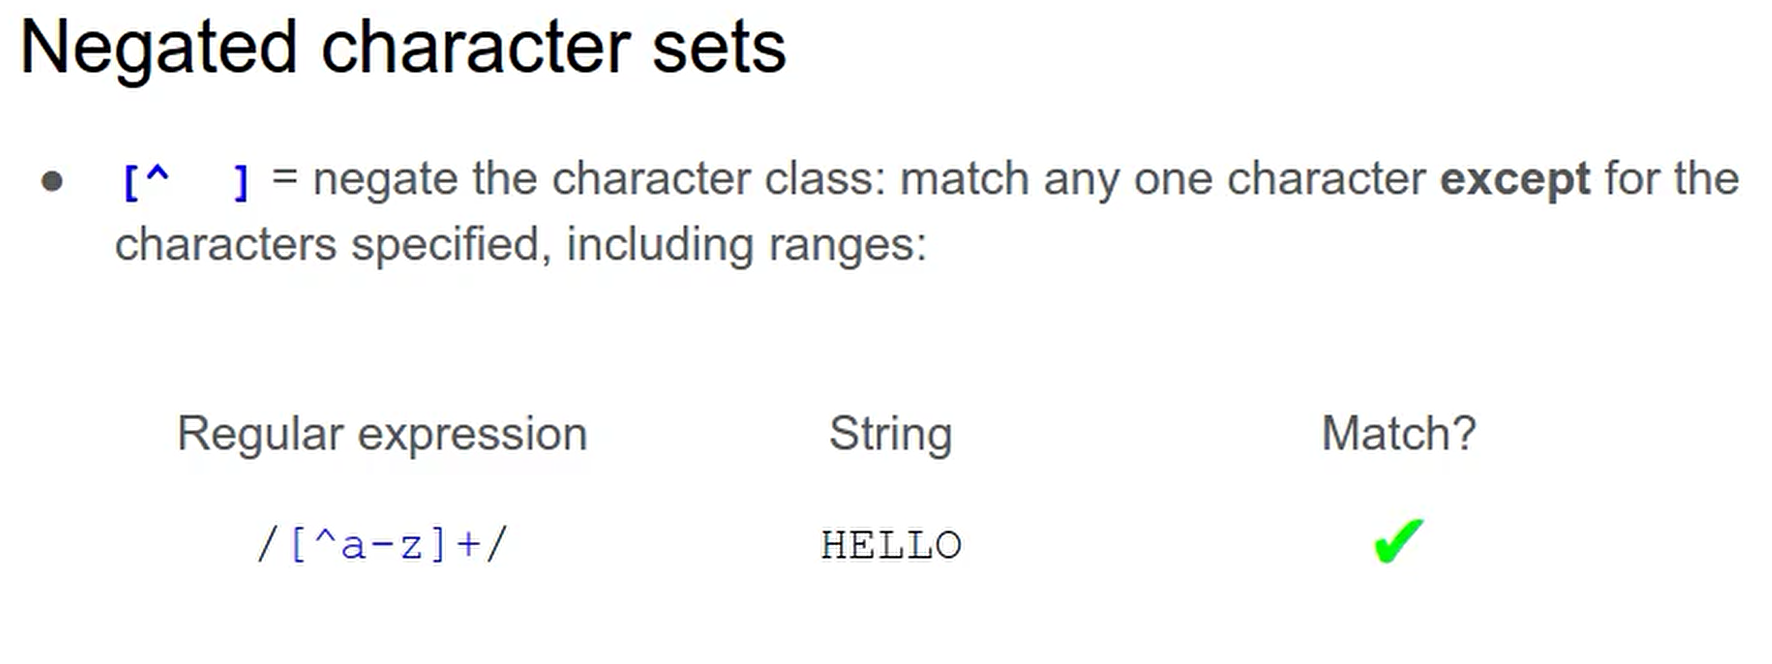 Negated character sets
● [^  ] = negate the character class: match any one character except for the
characters specified, including ranges:
Regular expression String Match?
/[^a-z]+/ HELLO ✔